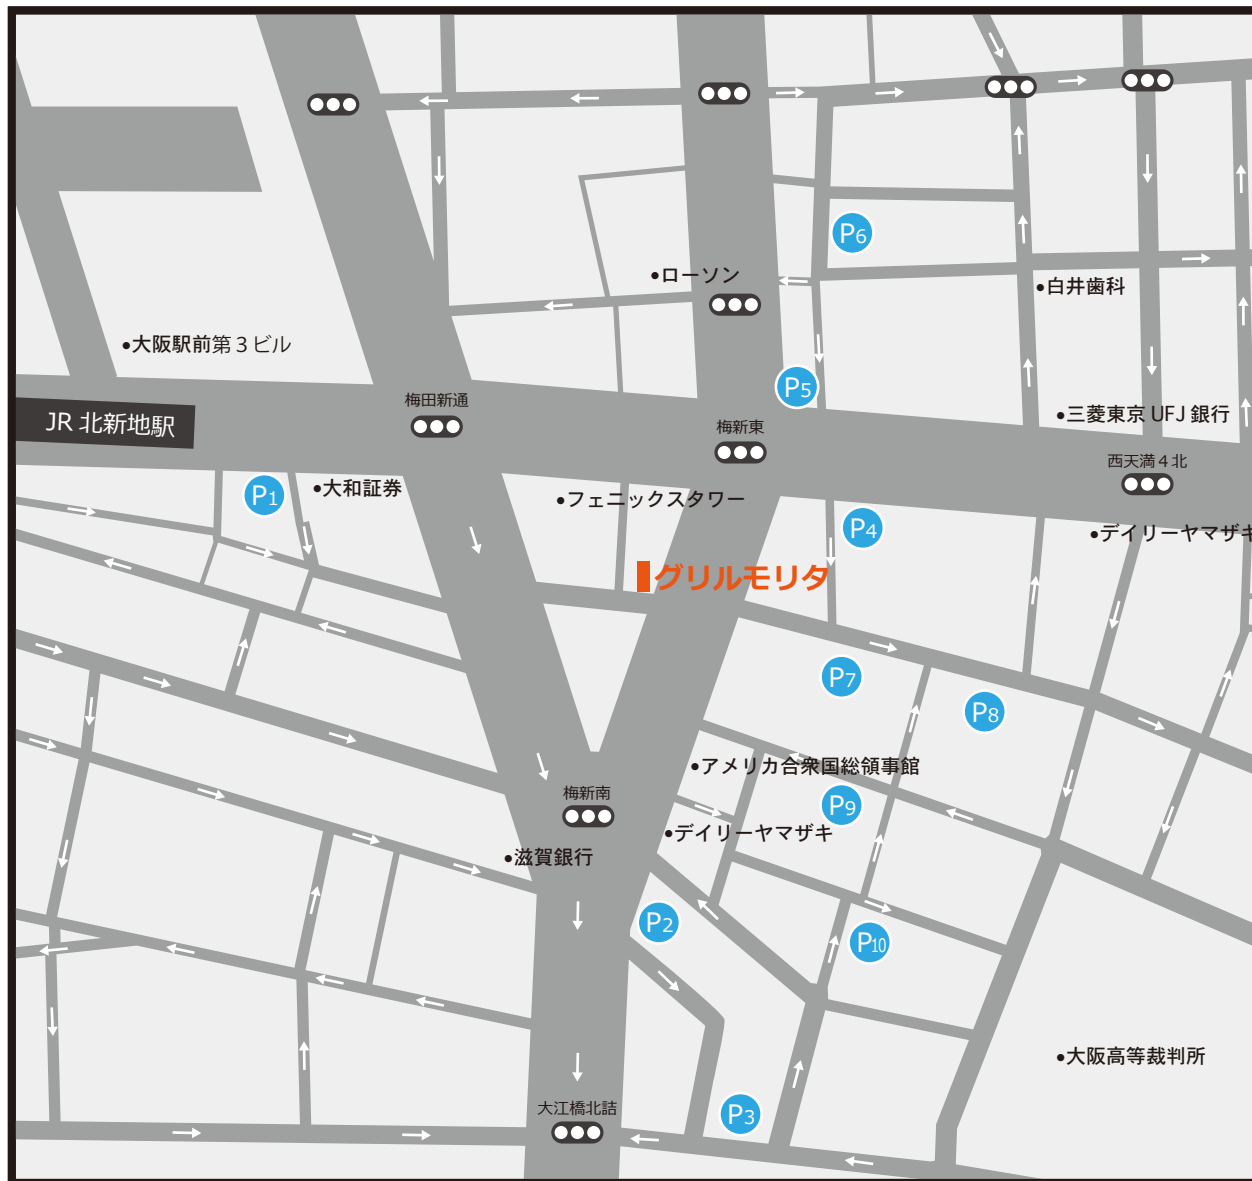 P6
●ローソン
●白井歯科
●大阪駅前第３ビル
P5
梅田新通
JR 北新地駅
梅新東
●三菱東京 UFJ 銀行
西天満４北
P1
●大和証券
●フェニックスタワー
P4
●デイリーヤマザキ
グリルモリタ
P7
P8
●アメリカ合衆国総領事館
梅新南
P9
●デイリーヤマザキ
●滋賀銀行
P2
P10
●大阪高等裁判所
大江橋北詰
P3